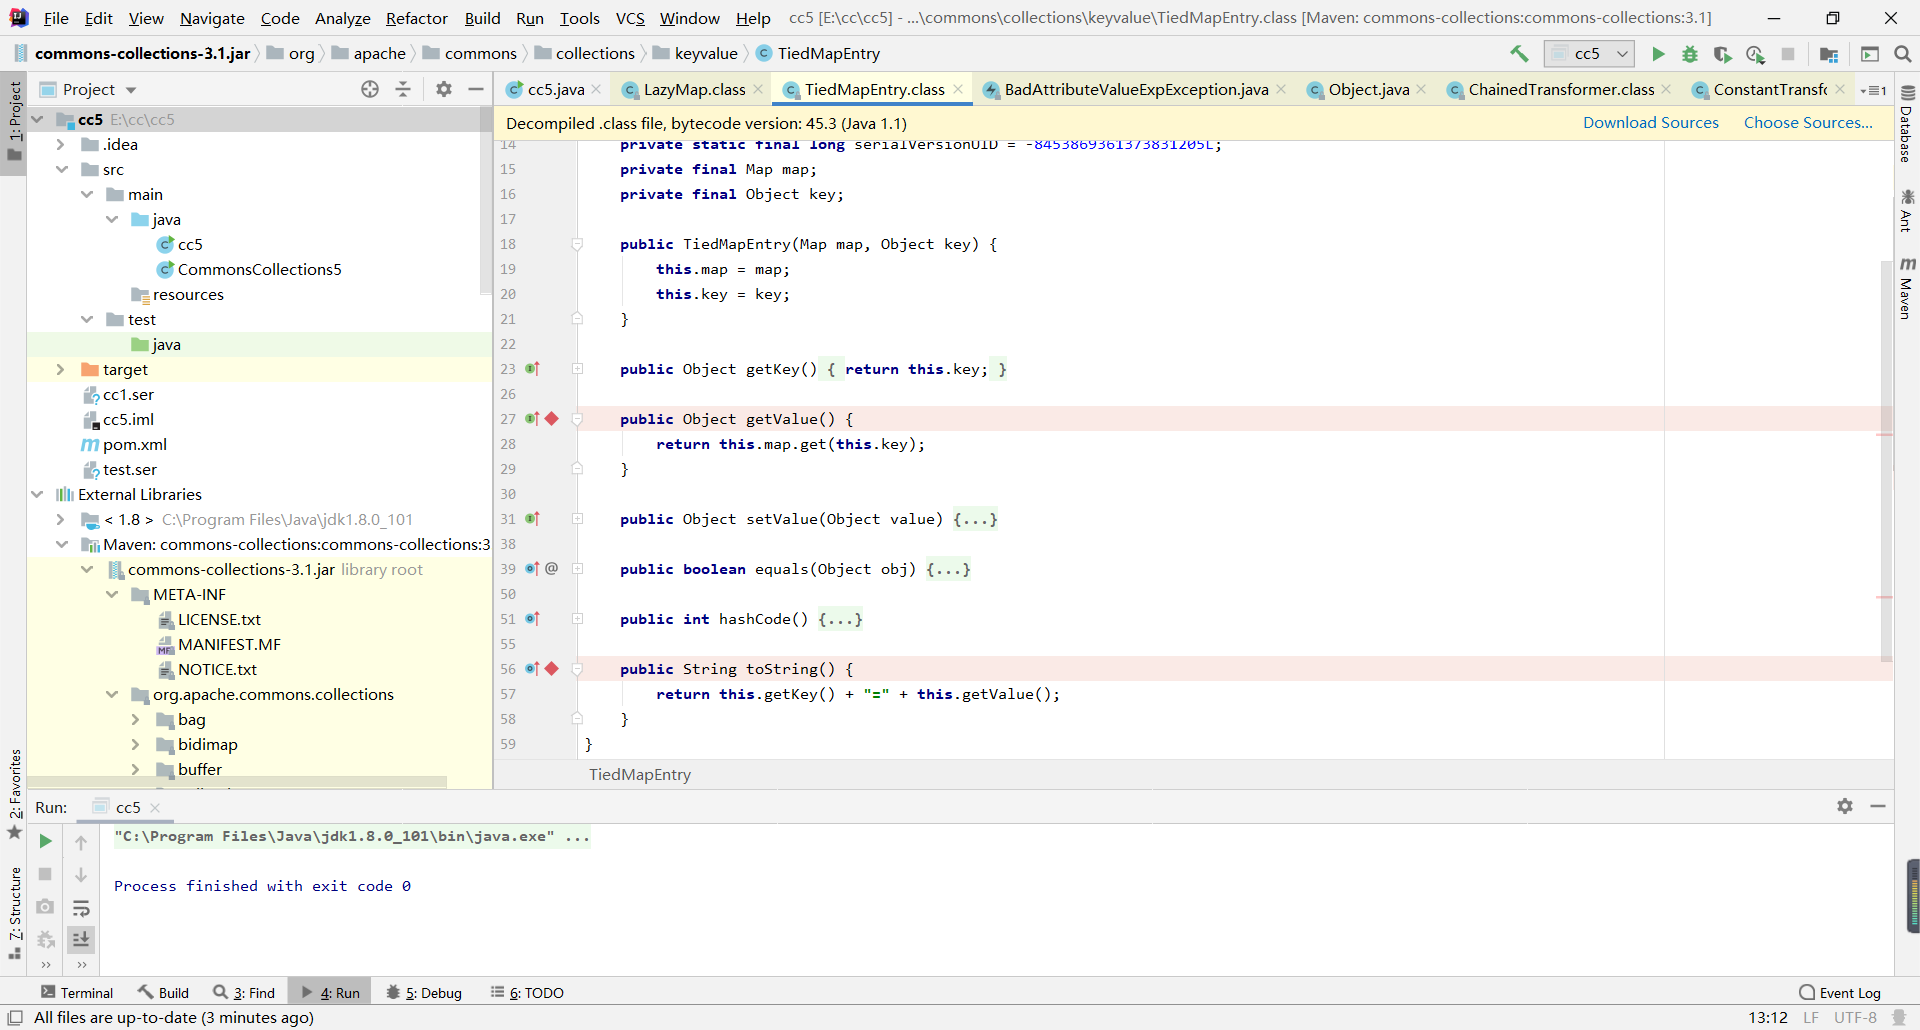 File Edit View Navigate Code Analyze Refactor Build Run Tools VCS Window Help cc5 [E:\cc\cc5] - ...\commons\collections\keyvalue\TiedMapEntry.class [Maven: commons-collections:commons-collections:3.1]
commons-collections-3.1.jar org apache commons collections keyvalue TiedMapEntry cc5
1: Project
Project
cc5.java LazyMap.class TiedMapEntry.class BadAttributeValueExpException.java Object.java ChainedTransformer.class ConstantTransfo 1
Decompiled .class file, bytecode version: 45.3 (Java 1.1) Download Sources Choose Sources...
cc5 E:\cc\cc5
.idea
src
main
java
cc5
CommonsCollections5
resources
test
java
target
cc1.ser
cc5.iml
pom.xml
test.ser
External Libraries
< 1.8 > C:\Program Files\Java\jdk1.8.0_101
Maven: commons-collections:commons-collections:3
commons-collections-3.1.jar library root
META-INF
LICENSE.txt
MANIFEST.MF
NOTICE.txt
org.apache.commons.collections
bag
bidimap
buffer
14 private static final long serialVersionUID = -8453869361373831205L;
15 private final Map map;
16 private final Object key;
17
18 public TiedMapEntry(Map map, Object key) {
19 this.map = map;
20 this.key = key;
21 }
22
23 public Object getKey() { return this.key; }
26
27 public Object getValue() {
28 return this.map.get(this.key);
29 }
30
31 public Object setValue(Object value) {...}
38
39 @ public boolean equals(Object obj) {...}
50
51 public int hashCode() {...}
55
56 public String toString() {
57 return this.getKey() + "=" + this.getValue();
58 }
59 }
TiedMapEntry
Database
Ant
Maven
2: Favorites
7: Structure
Run: cc5
"C:\Program Files\Java\jdk1.8.0_101\bin\java.exe" ...
Process finished with exit code 0
Terminal Build 3: Find 4: Run 5: Debug 6: TODO Event Log
All files are up-to-date (3 minutes ago) 13:12 LF UTF-8